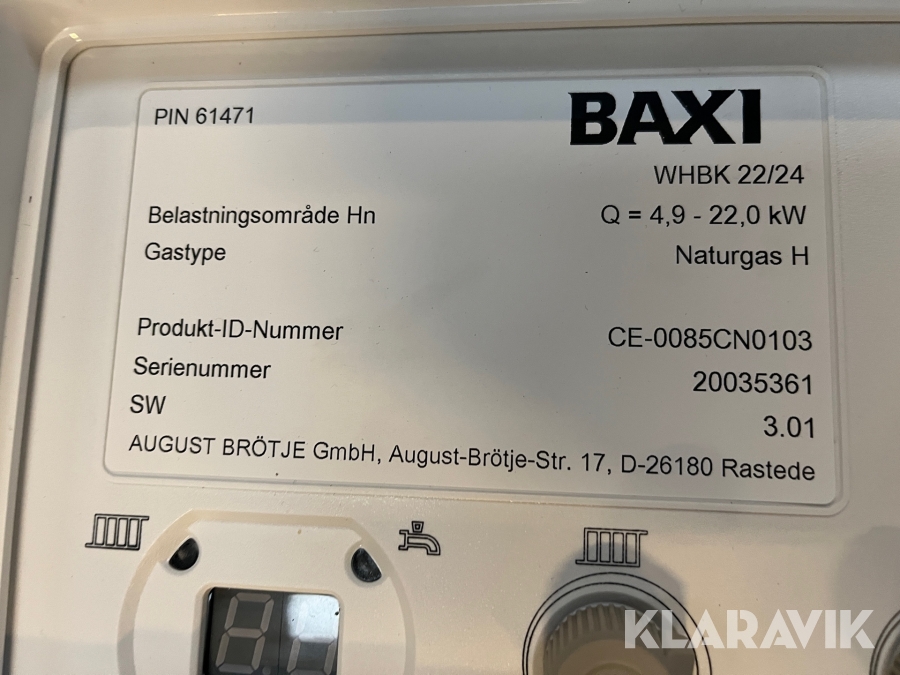 PIN 61471
BAXI
WHBK 22/24
Belastningsområde Hn Q = 4,9 - 22,0 kW
Gastype Naturgas H
Produkt-ID-Nummer CE-0085CN0103
Serienummer 20035361
SW 3.01
AUGUST BRÖTJE GmbH, August-Brötje-Str. 17, D-26180 Rastede
KLARAVIK